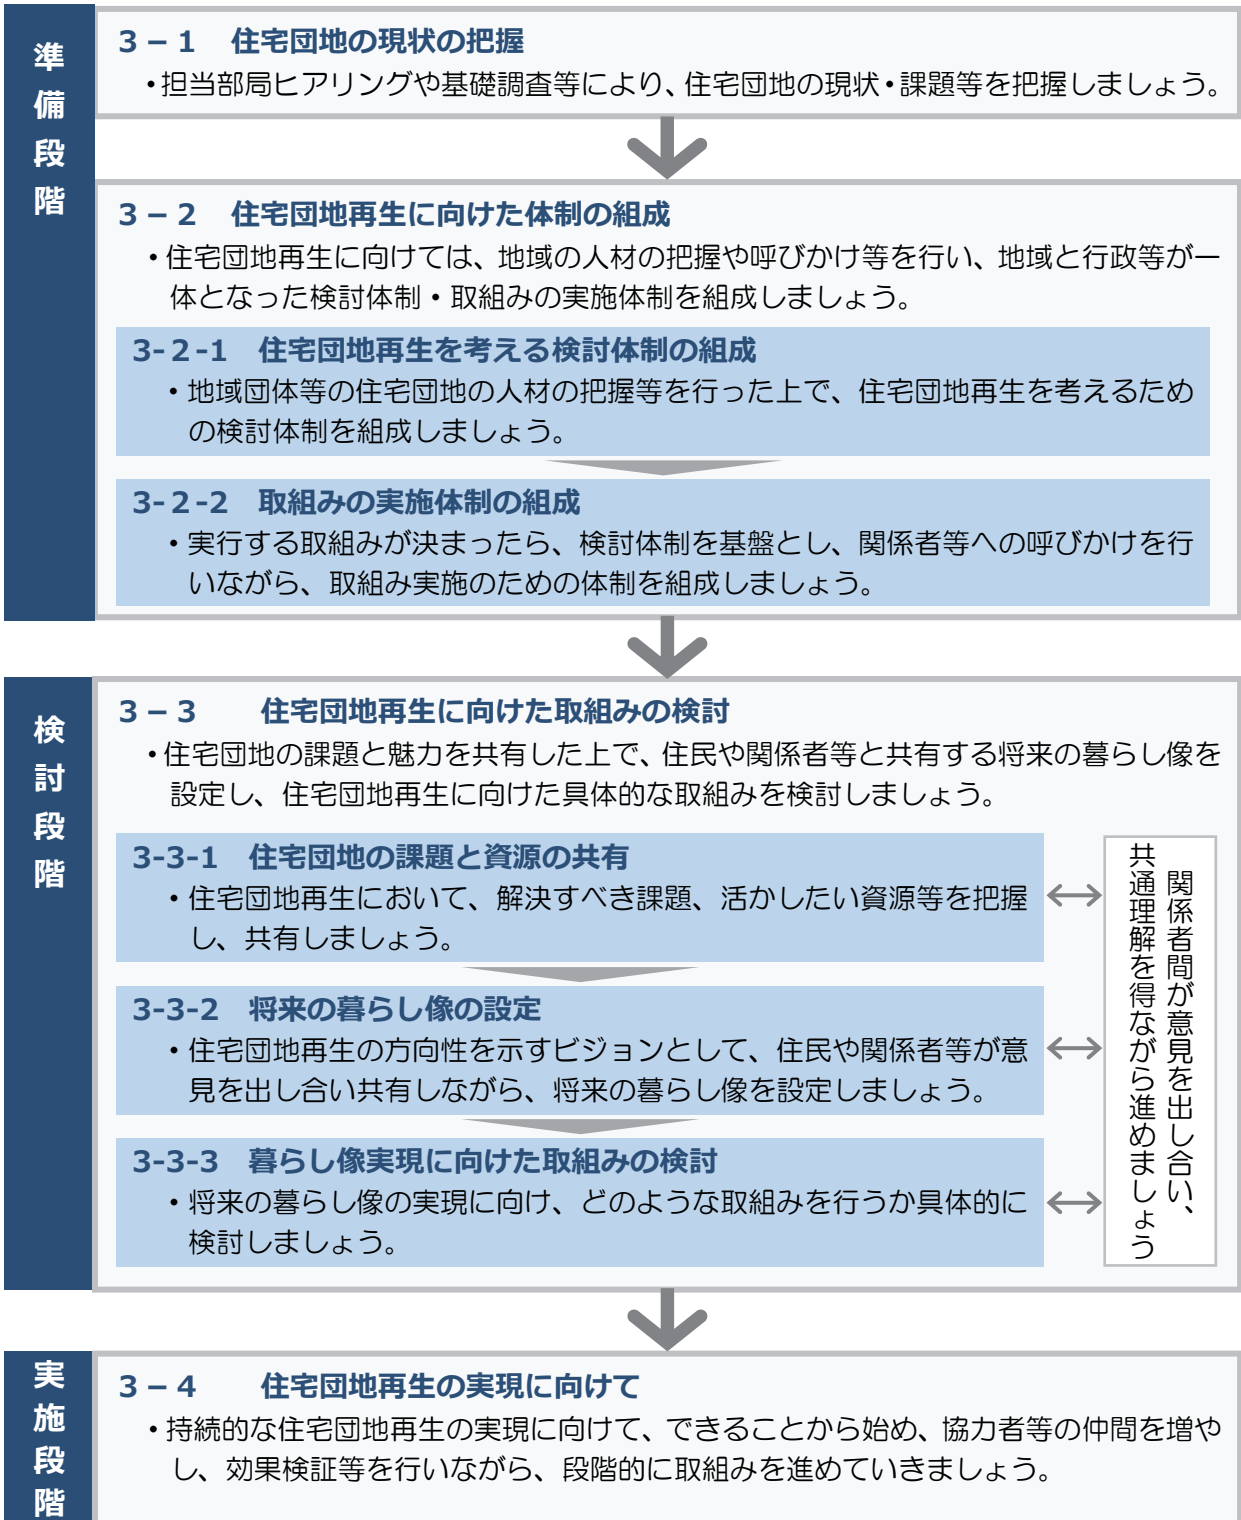 準備段階
3－1　住宅団地の現状の把握
・担当部局ヒアリングや基礎調査等により、住宅団地の現状・課題等を把握しましょう。
3－2　住宅団地再生に向けた体制の組成
・住宅団地再生に向けては、地域の人材の把握や呼びかけ等を行い、地域と行政等が一
体となった検討体制・取組みの実施体制を組成しましょう。
3-2-1　住宅団地再生を考える検討体制の組成
・地域団体等の住宅団地の人材の把握等を行った上で、住宅団地再生を考えるため
の検討体制を組成しましょう。
3-2-2　取組みの実施体制の組成
・実行する取組みが決まったら、検討体制を基盤とし、関係者等への呼びかけを行
いながら、取組み実施のための体制を組成しましょう。
検討段階
3－3　住宅団地再生に向けた取組みの検討
・住宅団地の課題と魅力を共有した上で、住民や関係者等と共有する将来の暮らし像を
設定し、住宅団地再生に向けた具体的な取組みを検討しましょう。
3-3-1　住宅団地の課題と資源の共有
・住宅団地再生において、解決すべき課題、活かしたい資源等を把握
し、共有しましょう。
3-3-2　将来の暮らし像の設定
・住宅団地再生の方向性を示すビジョンとして、住民や関係者等が意
見を出し合い共有しながら、将来の暮らし像を設定しましょう。
3-3-3　暮らし像実現に向けた取組みの検討
・将来の暮らし像の実現に向け、どのような取組みを行うか具体的に
検討しましょう。
関係者間が意見を出し合い、
共通理解を得ながら進めましょう
実施段階
3－4　住宅団地再生の実現に向けて
・持続的な住宅団地再生の実現に向けて、できることから始め、協力者等の仲間を増や
し、効果検証等を行いながら、段階的に取組みを進めていきましょう。